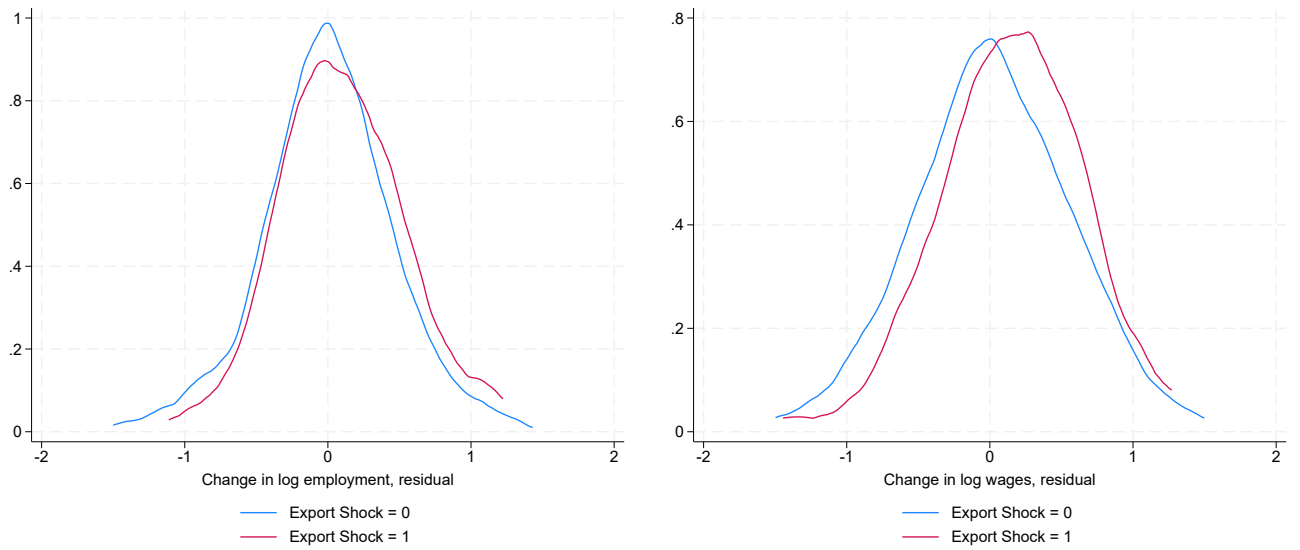 1
.8
.6
.4
.2
0
-2 -1 0 1 2
Change in log employment, residual
Export Shock = 0
Export Shock = 1
.8
.6
.4
.2
0
-2 -1 0 1 2
Change in log wages, residual
Export Shock = 0
Export Shock = 1